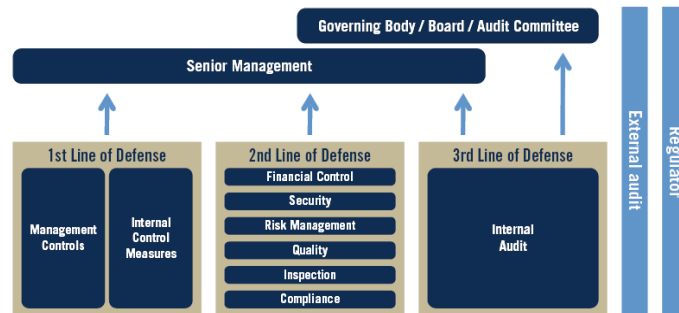 Governing Body / Board / Audit Committee
Senior Management
1st Line of Defense
Management
Controls
Internal
Control
Measures
2nd Line of Defense
Financial Control
Security
Risk Management
Quality
Inspection
Compliance
3rd Line of Defense
Internal
Audit
External audit
Regulator